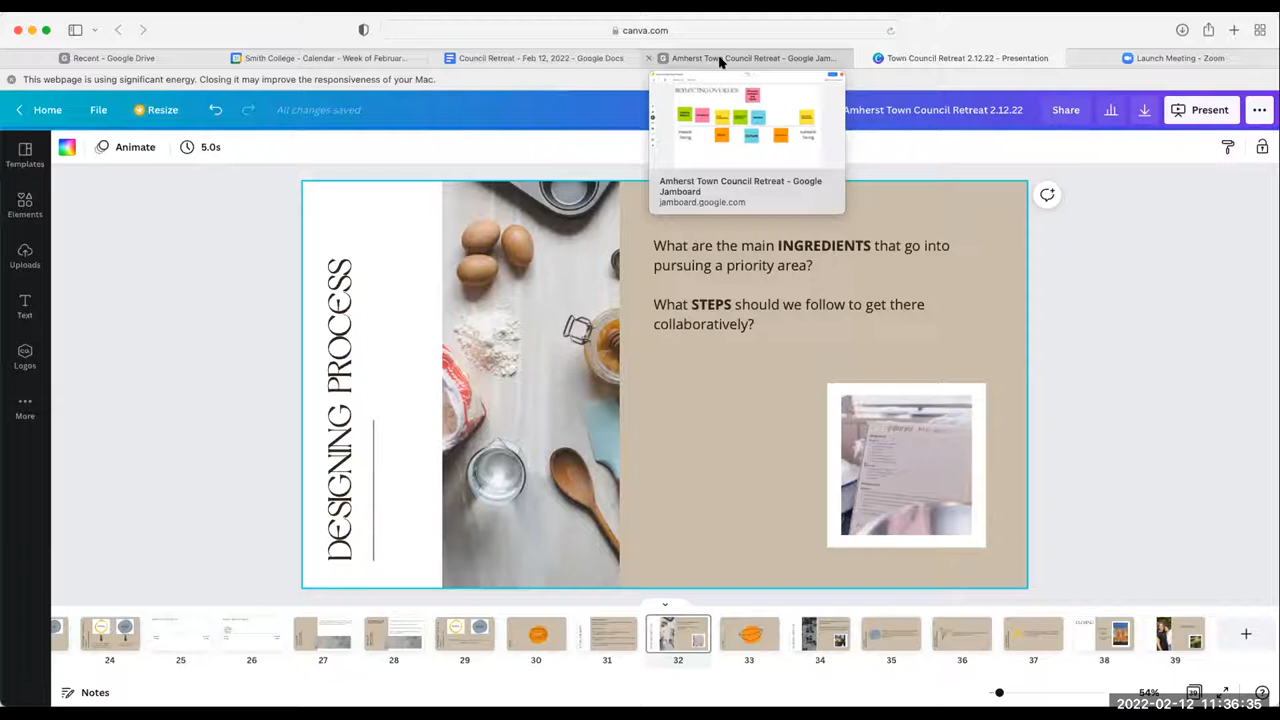 canva.com
Recent - Google Drive
Smith College - Calendar - Week of Februar...
Council Retreat - Feb 12, 2022 - Google Docs
Amherst Town Council Retreat - Google Jam...
Town Council Retreat 2.12.22 - Presentation
Launch Meeting - Zoom
This webpage is using significant energy. Closing it may improve the responsiveness of your Mac.
Home
File
Resize
All changes saved
Amherst Town Council Retreat 2.12.22
Share
Present
Templates
Animate
5.0s
Amherst Town Council Retreat - Google
Jamboard
jamboard.google.com
Elements
Uploads
Text
Logos
More
DESIGNING PROCESS
What are the main INGREDIENTS that go into
pursuing a priority area?
What STEPS should we follow to get there
collaboratively?
24
25
26
27
28
29
30
31
32
33
34
35
36
37
38
39
Notes
54%
39
2022-02-12 11:36:35